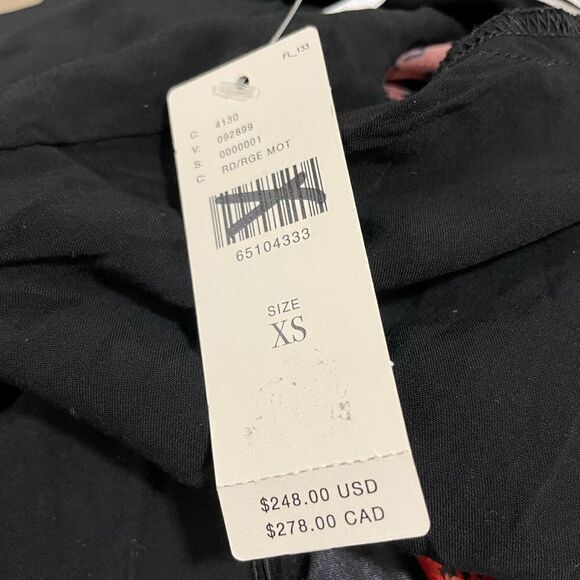 FL_133
C: 4130
V: 092899
S: 0000001
C: RD/RGE MOT
65104333
SIZE
XS
$248.00 USD
$278.00 CAD